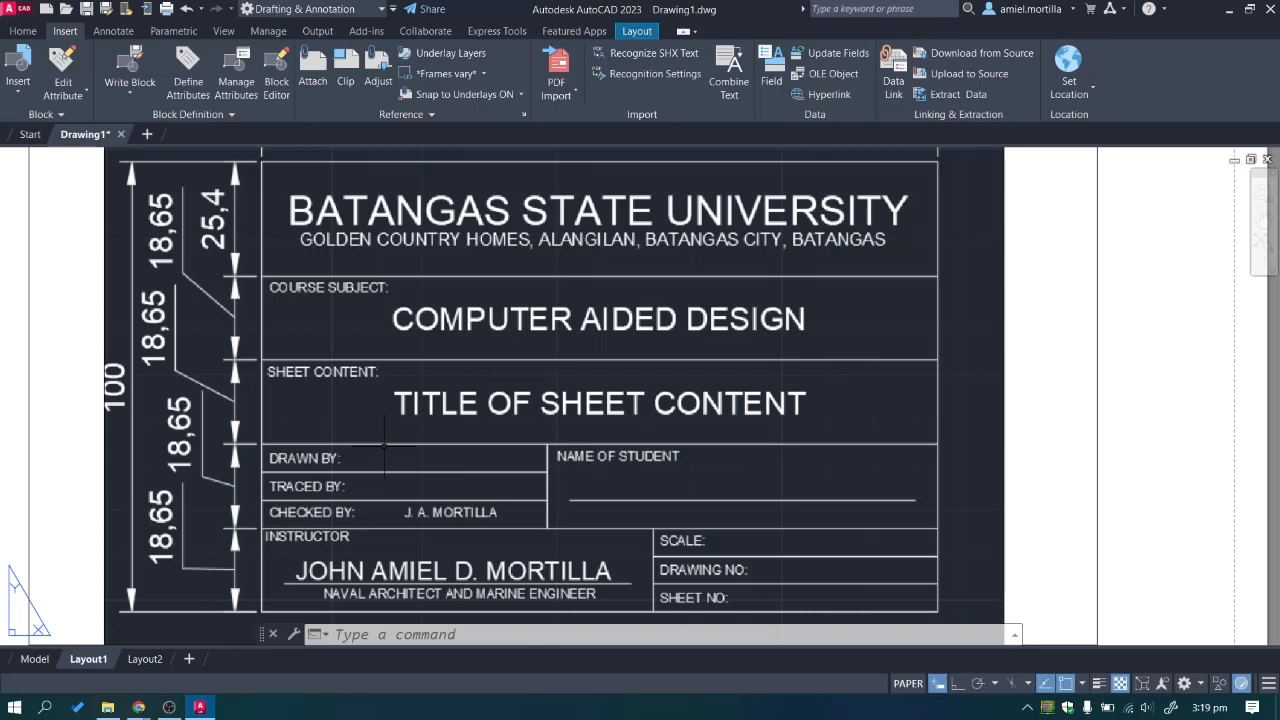 Drafting & Annotation
Share
Autodesk AutoCAD 2023 Drawing1.dwg
Type a keyword or phrase
amiel.mortilla
CAD
Home Insert Annotate Parametric View Manage Output Add-ins Collaborate Express Tools Featured Apps Layout
Insert
Edit Attribute
Write Block
Define Attributes
Manage Attributes
Block Editor
Attach
Clip
Adjust
Underlay Layers
*Frames vary*
Snap to Underlays ON
PDF Import
Recognize SHX Text
Recognition Settings
Combine Text
Field
Update Fields
OLE Object
Hyperlink
Data Link
Download from Source
Upload to Source
Extract Data
Set Location
Block
Block Definition
Reference
Import
Data
Linking & Extraction
Location
Start
Drawing1*
BATANGAS STATE UNIVERSITY
GOLDEN COUNTRY HOMES, ALANGILAN, BATANGAS CITY, BATANGAS
COURSE SUBJECT:
COMPUTER AIDED DESIGN
SHEET CONTENT:
TITLE OF SHEET CONTENT
DRAWN BY:
TRACED BY:
CHECKED BY: J. A. MORTILLA
NAME OF STUDENT
INSTRUCTOR
JOHN AMIEL D. MORTILLA
NAVAL ARCHITECT AND MARINE ENGINEER
SCALE:
DRAWING NO:
SHEET NO:
100
25,4
18,65
18,65
18,65
18,65
Y
X
Type a command
Model
Layout1
Layout2
PAPER
3:19 pm